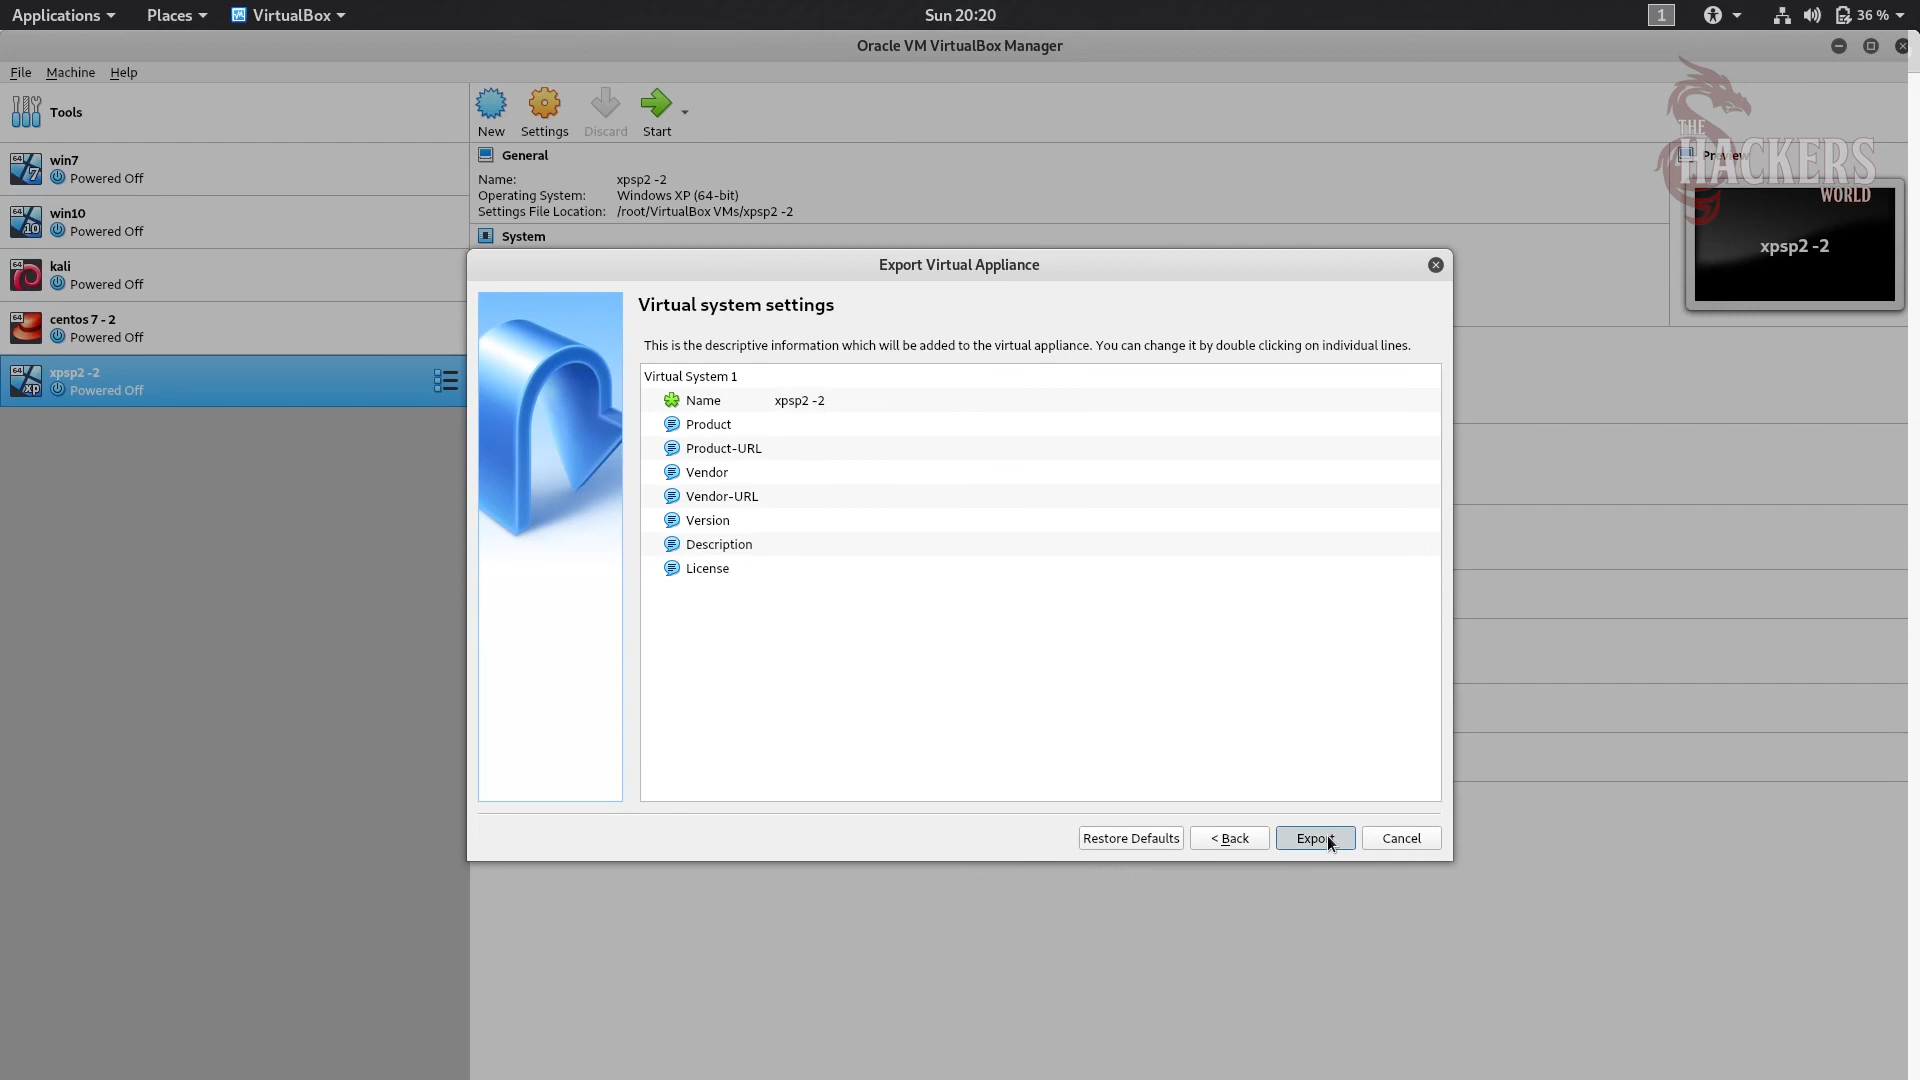 Applications Places VirtualBox Sun 20:20 1 36 %
Oracle VM VirtualBox Manager
File Machine Help
Tools
New Settings Discard Start
THE
HACKERS
WORLD
win7
Powered Off
win10
Powered Off
kali
Powered Off
centos 7 - 2
Powered Off
xpsp2 -2
Powered Off
General
Name: xpsp2 -2
Operating System: Windows XP (64-bit)
Settings File Location: /root/VirtualBox VMs/xpsp2 -2
System
Preview
xpsp2 -2
Export Virtual Appliance
Virtual system settings
This is the descriptive information which will be added to the virtual appliance. You can change it by double clicking on individual lines.
Virtual System 1
Name xpsp2 -2
Product
Product-URL
Vendor
Vendor-URL
Version
Description
License
Restore Defaults < Back Export Cancel